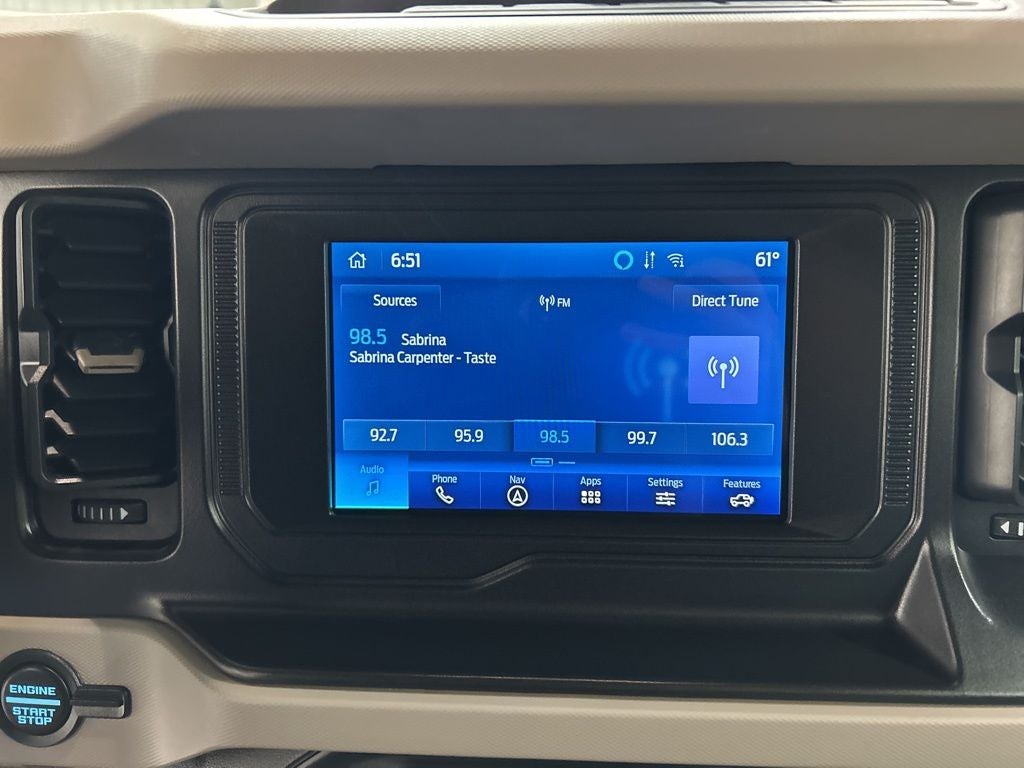 6:51
61°
Sources
FM
Direct Tune
98.5 Sabrina
Sabrina Carpenter - Taste
92.7 95.9 98.5 99.7 106.3
Audio Phone Nav Apps Settings Features
ENGINE
START
STOP